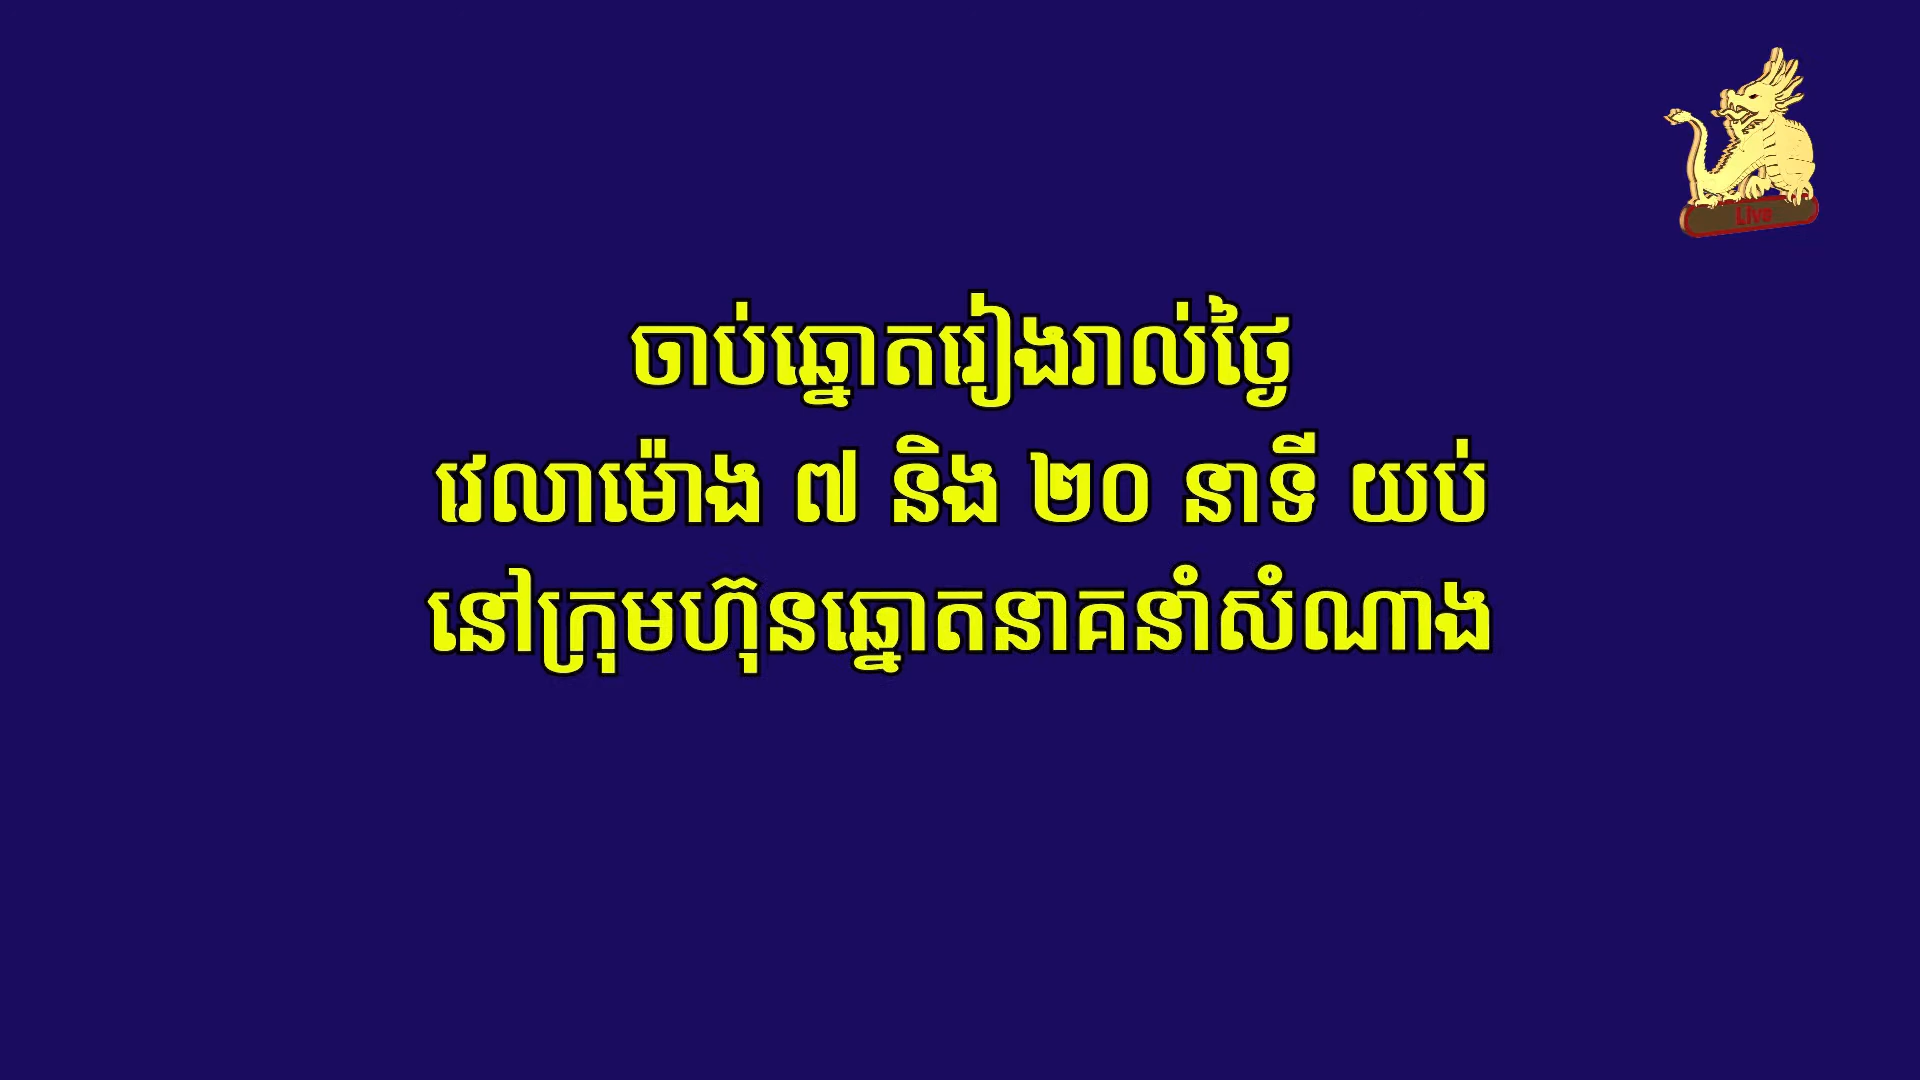 Live
ចាប់ឆ្នោតរៀងរាល់ថ្ងៃ
វេលាម៉ោង ៧ និង ២០ នាទី យប់
នៅក្រុមហ៊ុនឆ្នោតនាគនាំសំណាង